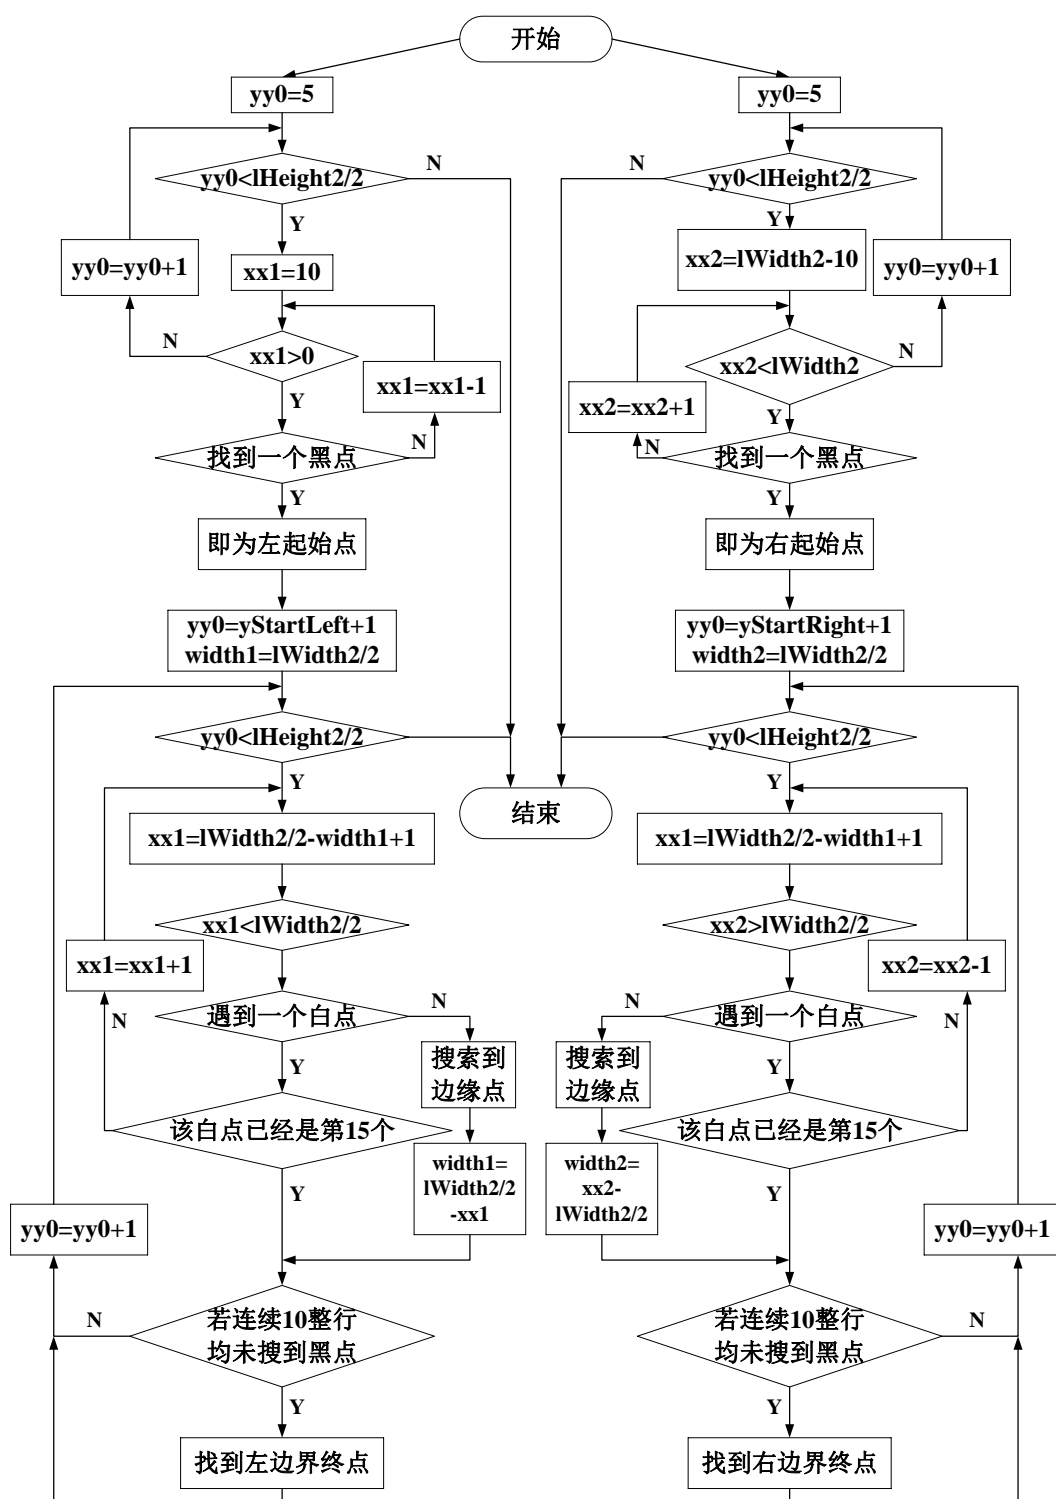 开始
yy0=5
yy0=5
yy0<lHeight2/2
N
N
yy0<lHeight2/2
Y
Y
yy0=yy0+1
xx1=10
xx2=lWidth2-10
yy0=yy0+1
N
xx1>0
xx1=xx1-1
xx2=xx2+1
xx2<lWidth2
N
Y
Y
找到一个黑点
N
N
找到一个黑点
Y
Y
即为左起始点
即为右起始点
yy0=yStartLeft+1
width1=lWidth2/2
yy0=yStartRight+1
width2=lWidth2/2
yy0<lHeight2/2
yy0<lHeight2/2
Y
Y
结束
xx1=lWidth2/2-width1+1
xx1=lWidth2/2-width1+1
xx1<lWidth2/2
xx2>lWidth2/2
xx1=xx1+1
xx2=xx2-1
N
遇到一个白点
N
N
遇到一个白点
N
Y
搜索到
边缘点
搜索到
边缘点
Y
该白点已经是第15个
该白点已经是第15个
width1=
lWidth2/2
-xx1
width2=
xx2-
lWidth2/2
Y
Y
yy0=yy0+1
yy0=yy0+1
N
若连续10整行
均未搜到黑点
若连续10整行
均未搜到黑点
N
Y
Y
找到左边界终点
找到右边界终点